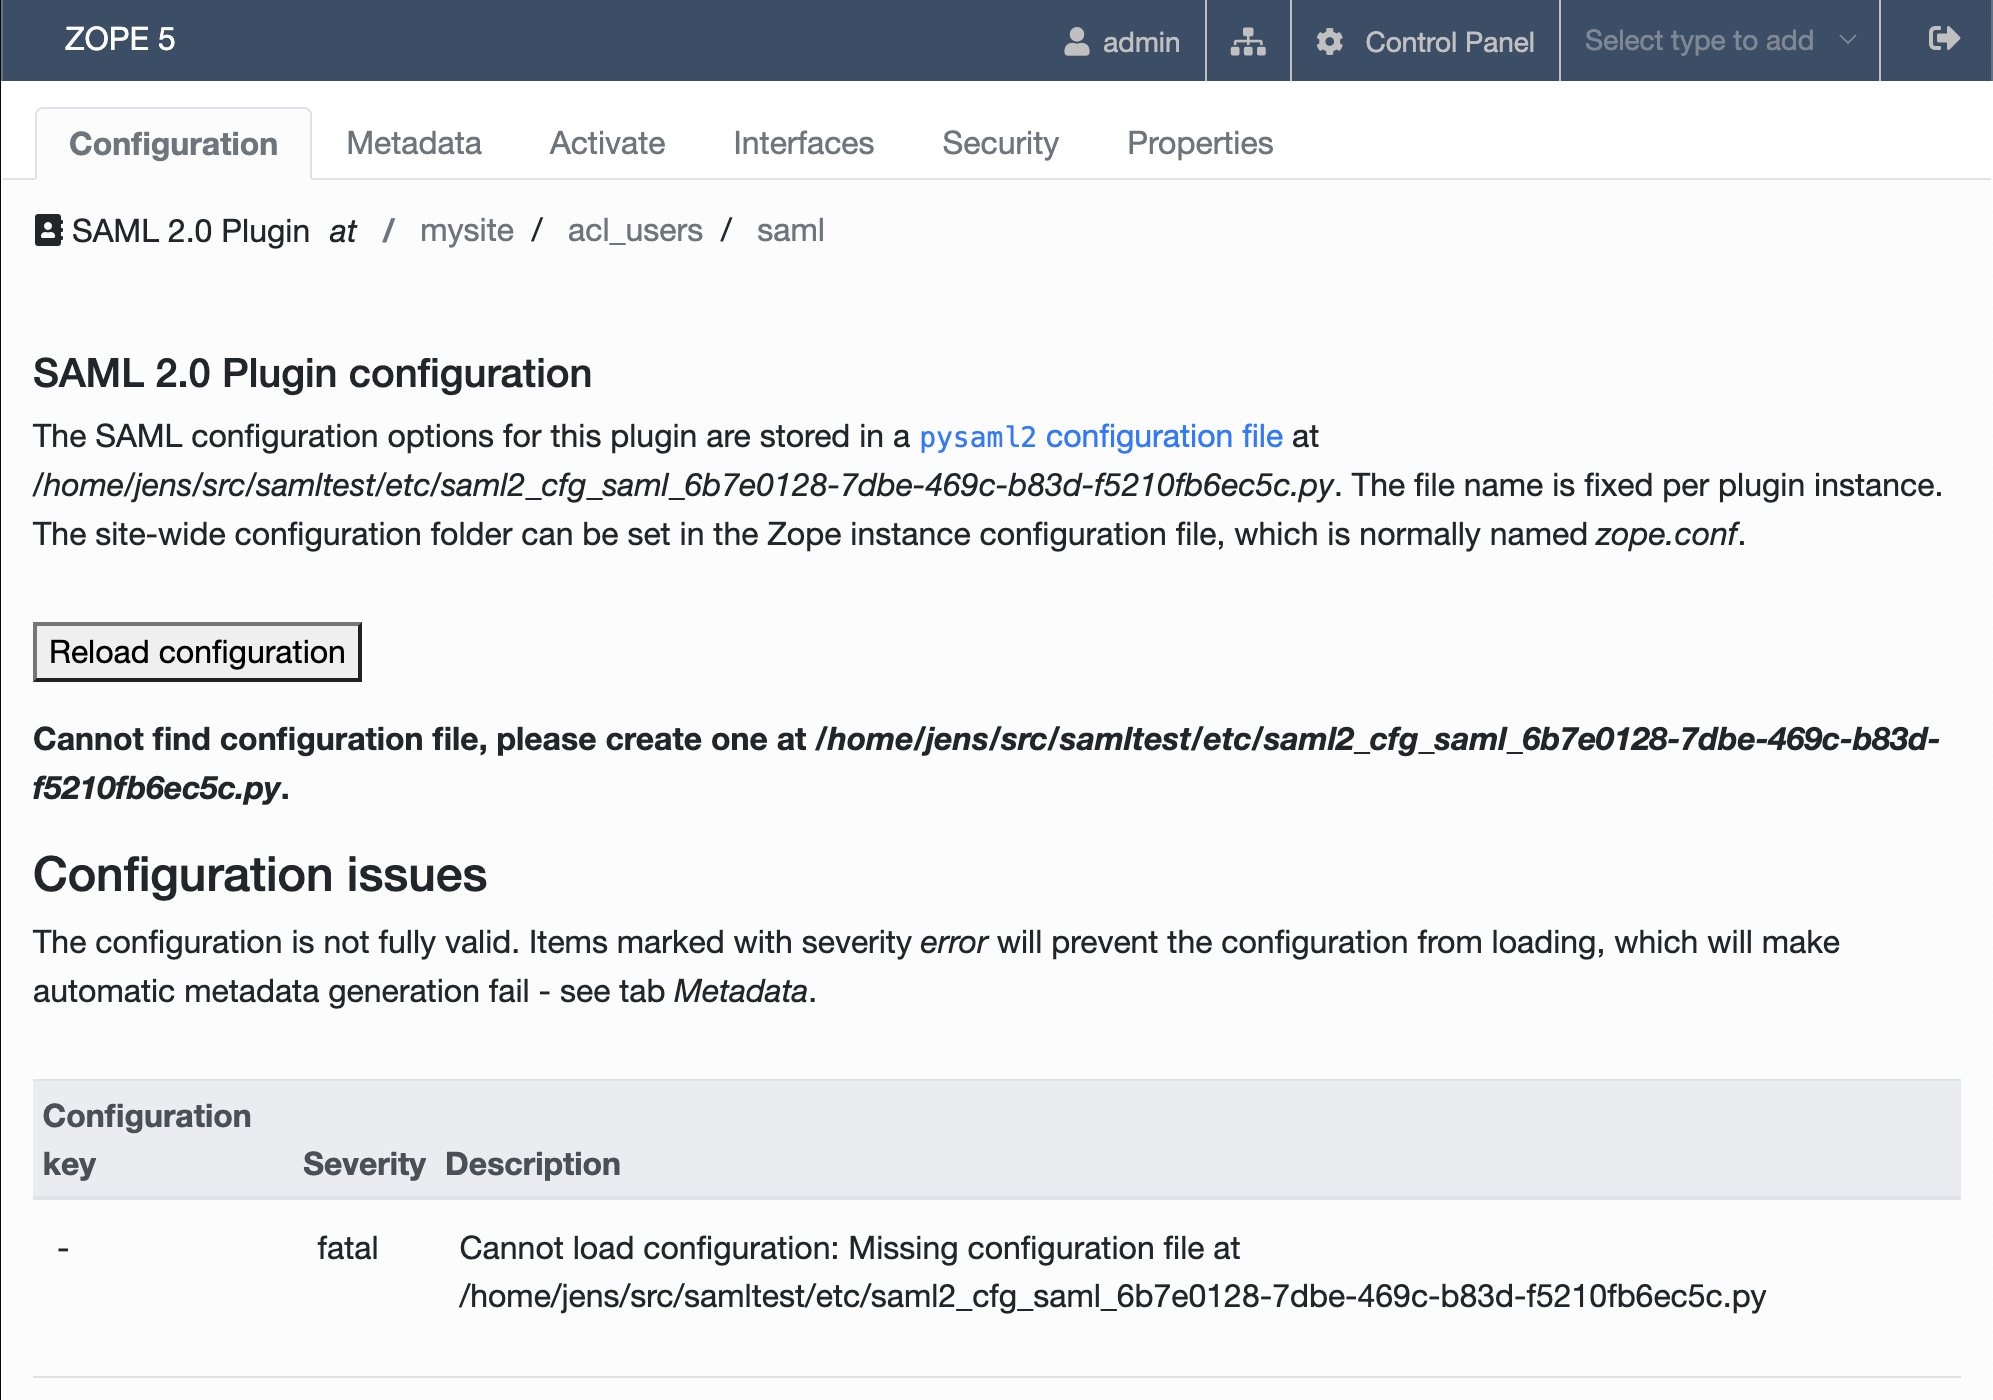 ZOPE 5
admin
Control Panel
Select type to add
Configuration
Metadata
Activate
Interfaces
Security
Properties
SAML 2.0 Plugin at / mysite / acl_users / saml
SAML 2.0 Plugin configuration
The SAML configuration options for this plugin are stored in a pysaml2 configuration file at
/home/jens/src/samltest/etc/saml2_cfg_saml_6b7e0128-7dbe-469c-b83d-f5210fb6ec5c.py. The file name is fixed per plugin instance.
The site-wide configuration folder can be set in the Zope instance configuration file, which is normally named zope.conf.
Reload configuration
Cannot find configuration file, please create one at /home/jens/src/samltest/etc/saml2_cfg_saml_6b7e0128-7dbe-469c-b83d-
f5210fb6ec5c.py.
Configuration issues
The configuration is not fully valid. Items marked with severity error will prevent the configuration from loading, which will make
automatic metadata generation fail - see tab Metadata.
Configuration
key Severity Description
- fatal Cannot load configuration: Missing configuration file at
/home/jens/src/samltest/etc/saml2_cfg_saml_6b7e0128-7dbe-469c-b83d-f5210fb6ec5c.py